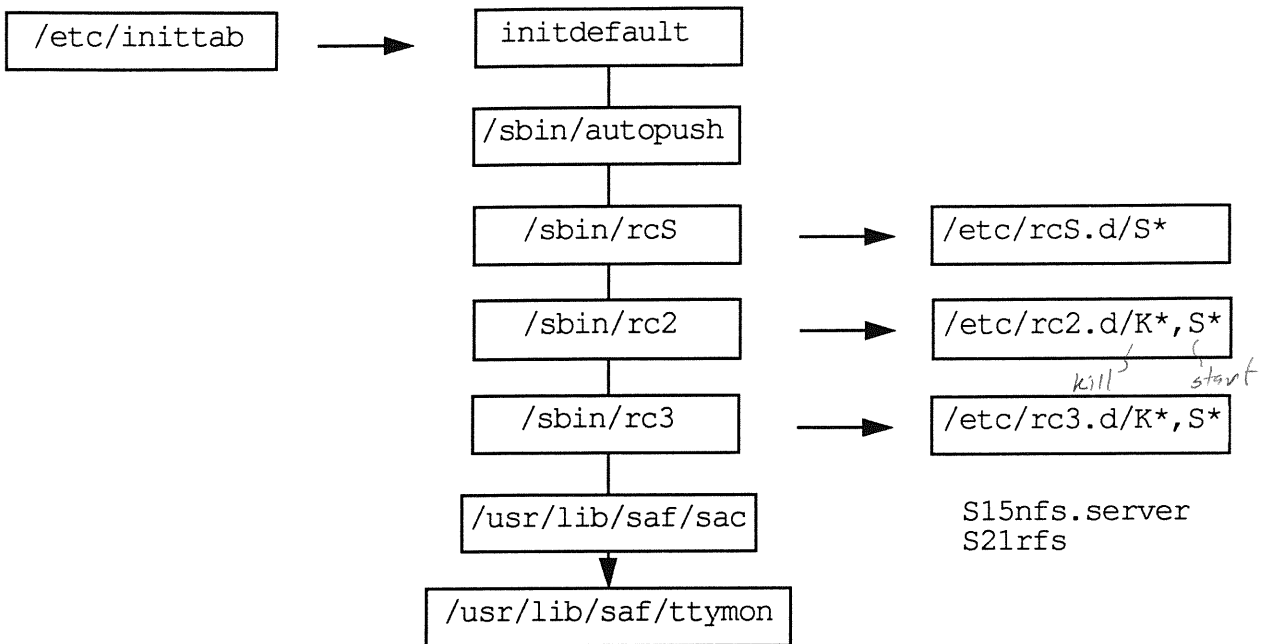 /etc/inittab
initdefault
/sbin/autopush
/sbin/rcS
/etc/rcS.d/S*
/sbin/rc2
/etc/rc2.d/K*,S*
kill
start
/sbin/rc3
/etc/rc3.d/K*,S*
/usr/lib/saf/sac
S15nfs.server
S21rfs
/usr/lib/saf/ttymon